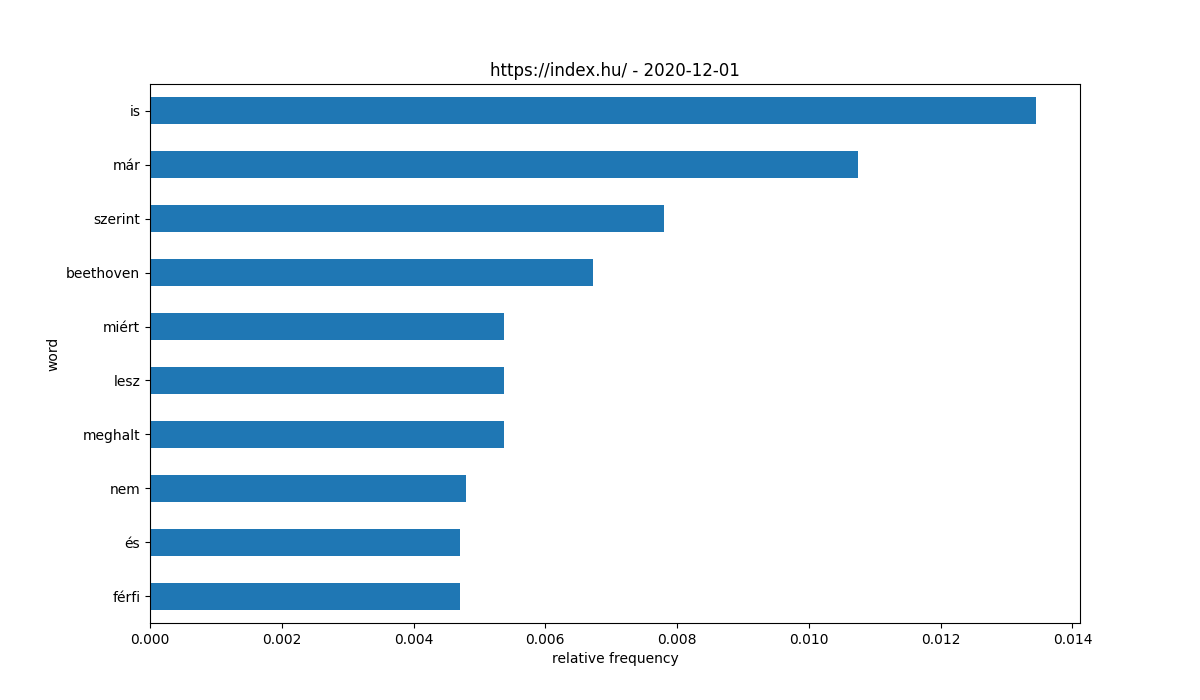 https://index.hu/ - 2020-12-01
is
már
szerint
beethoven
miért
lesz
meghalt
nem
és
férfi
word
0.000 0.002 0.004 0.006 0.008 0.010 0.012 0.014
relative frequency